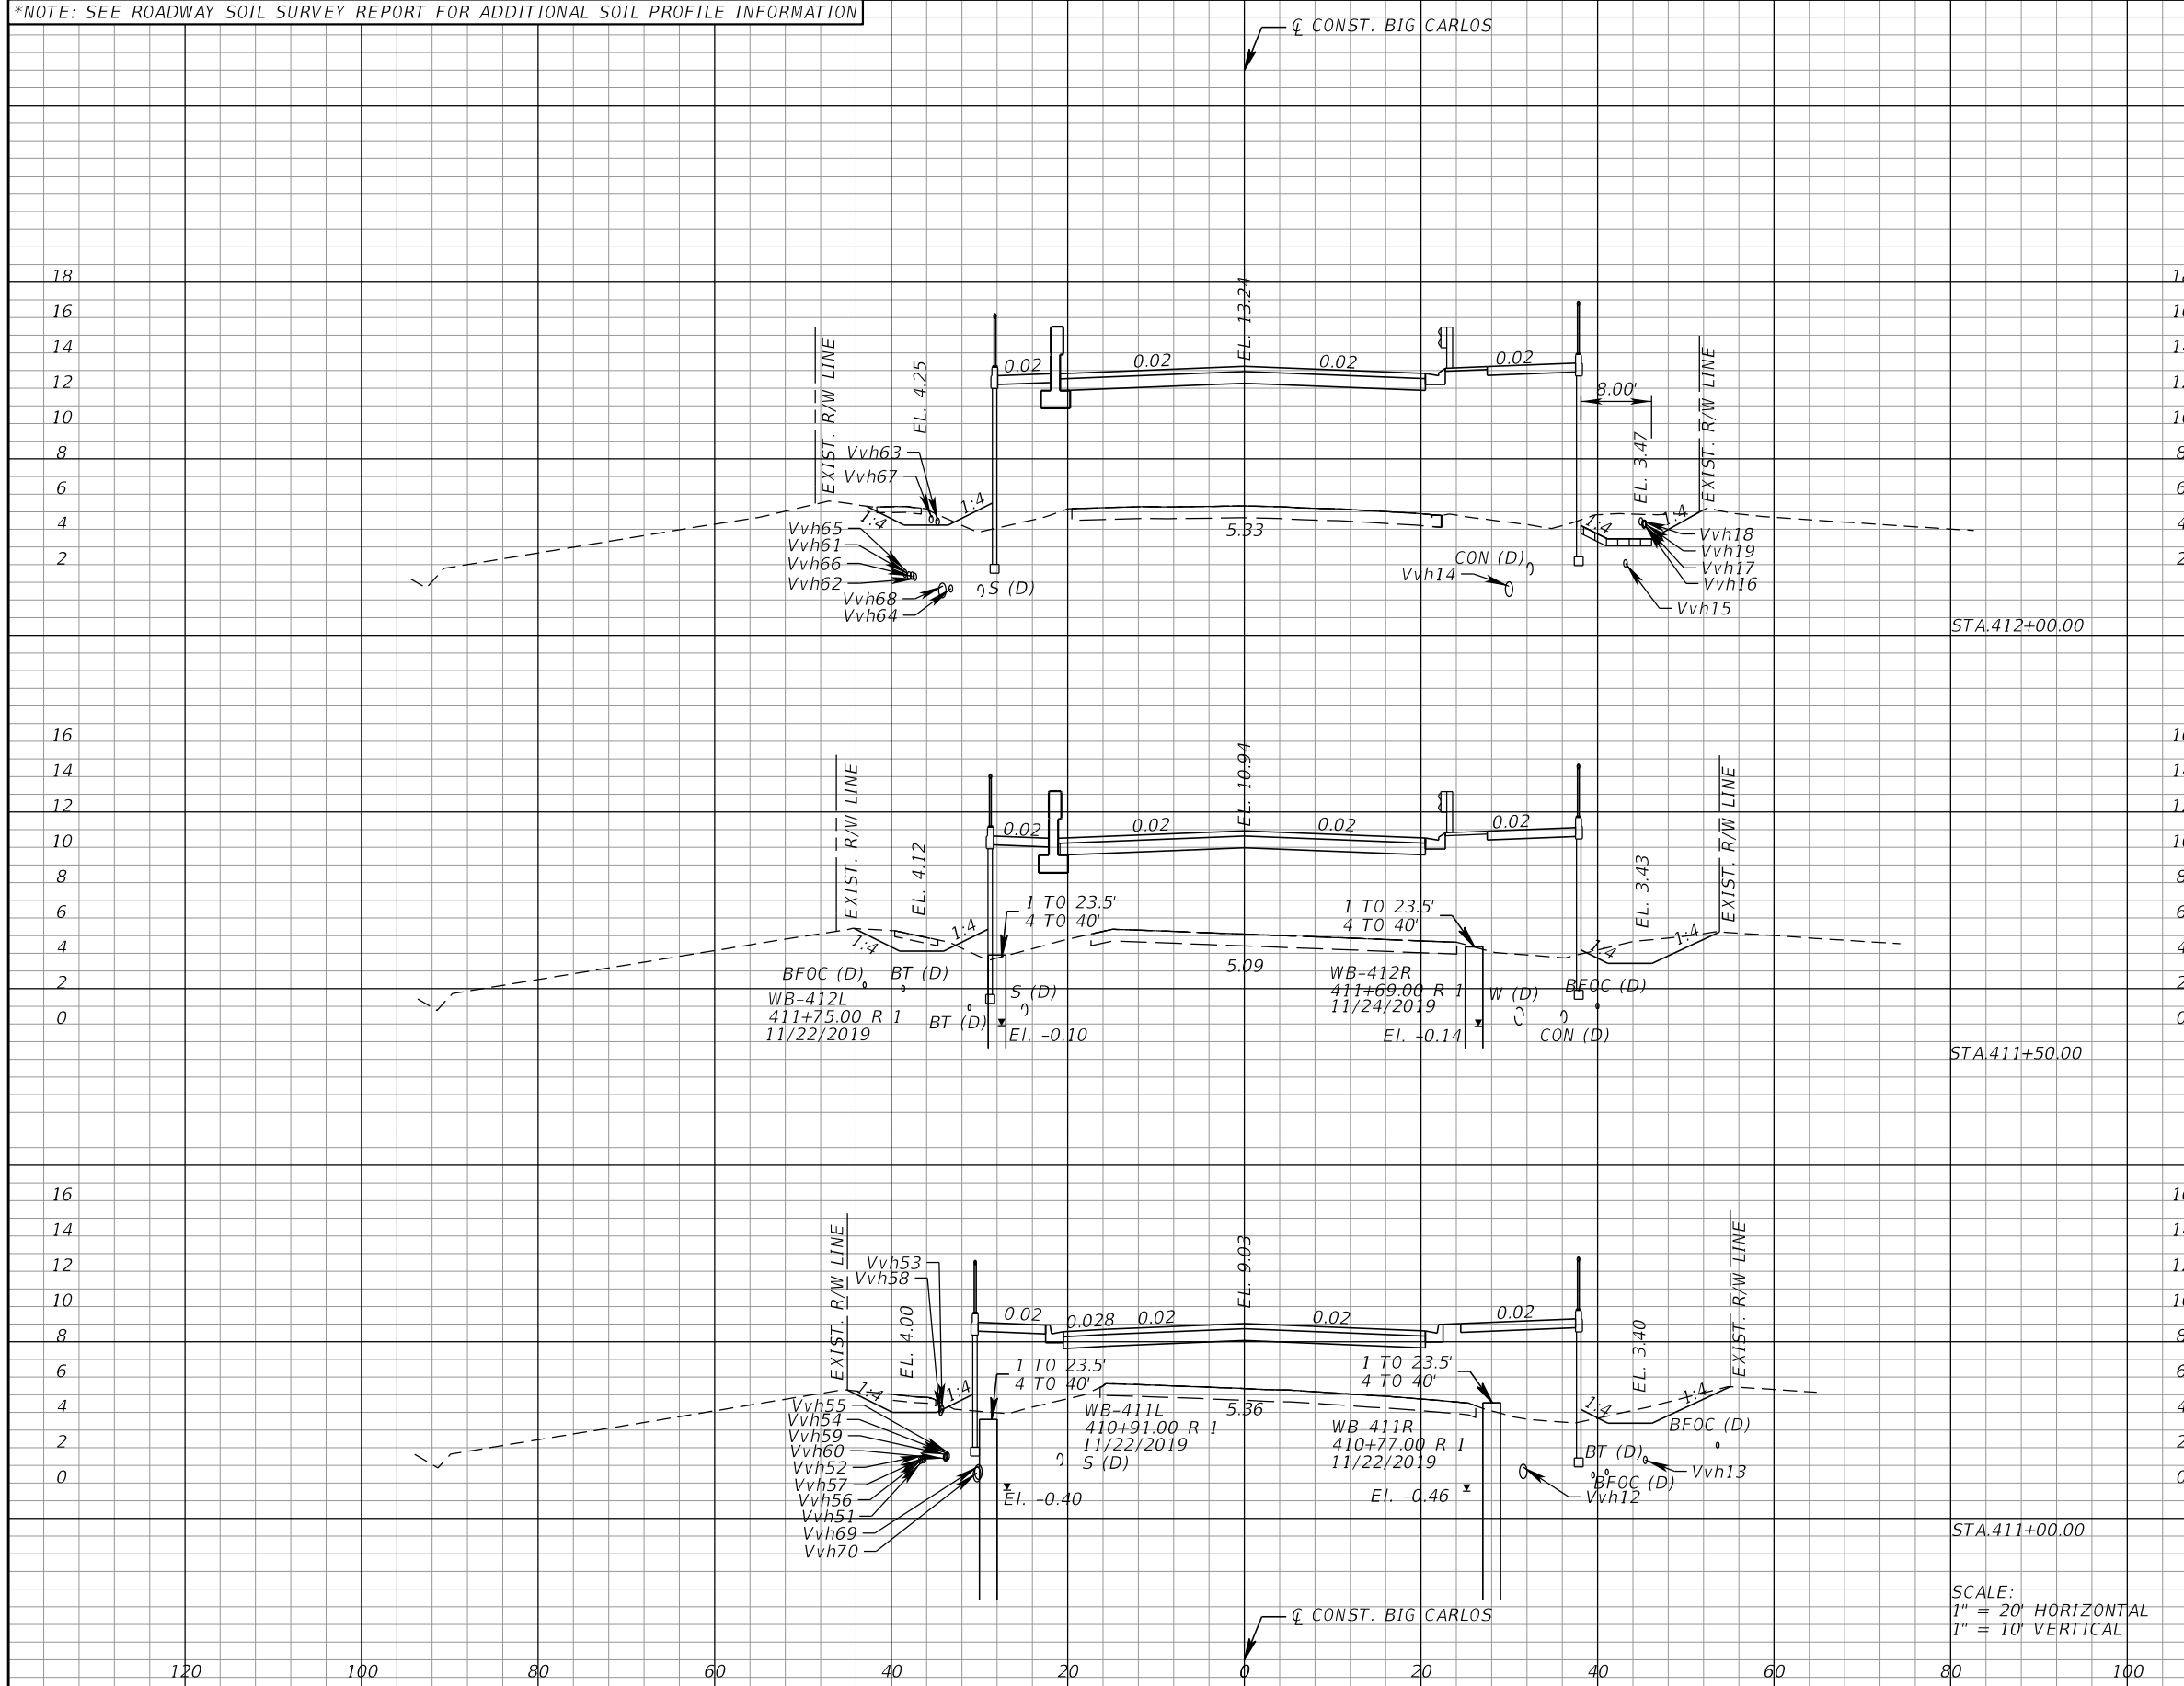 *NOTE: SEE ROADWAY SOIL SURVEY REPORT FOR ADDITIONAL SOIL PROFILE INFORMATION
℄ CONST. BIG CARLOS
18
16
14
12
10
8
6
4
2
EXIST. R/W LINE
EL. 4.25
0.02
0.02
EL. 13.24
0.02
0.02
8.00'
EL. 3.47
EXIST. R/W LINE
Vvh63
Vvh67
1:4
1:4
Vvh65
Vvh61
Vvh66
Vvh62
Vvh68
Vvh64
S (D)
5.33
CON (D)
Vvh14
1:4
1:4
Vvh18
Vvh19
Vvh17
Vvh16
Vvh15
STA.412+00.00
16
14
12
10
8
6
4
2
0
EXIST. R/W LINE
EL. 4.12
0.02
0.02
EL. 10.94
0.02
0.02
EL. 3.43
EXIST. R/W LINE
1:4
1:4
1 TO 23.5'
4 TO 40'
1 TO 23.5'
4 TO 40'
1:4
1:4
BFOC (D)
BT (D)
WB-412L
411+75.00 R 1
11/22/2019
BT (D)
S (D)
El. -0.10
5.09
WB-412R
411+69.00 R 1
11/24/2019
El. -0.14
W (D)
BFOC (D)
CON (D)
STA.411+50.00
16
14
12
10
8
6
4
2
0
EXIST. R/W LINE
EL. 4.00
Vvh53
Vvh58
0.02
0.028
0.02
EL. 9.03
0.02
0.02
EL. 3.40
EXIST. R/W LINE
1:4
1:4
1 TO 23.5'
4 TO 40'
1 TO 23.5'
4 TO 40'
1:4
1:4
Vvh55
Vvh54
Vvh59
Vvh60
Vvh52
Vvh57
Vvh56
Vvh51
Vvh69
Vvh70
WB-411L
410+91.00 R 1
11/22/2019
S (D)
El. -0.40
5.36
WB-411R
410+77.00 R 1
11/22/2019
El. -0.46
BFOC (D)
BT (D)
BFOC (D)
Vvh13
Vvh12
STA.411+00.00
SCALE:
1" = 20' HORIZONTAL
1" = 10' VERTICAL
℄ CONST. BIG CARLOS
120 100 80 60 40 20 0 20 40 60 80 100